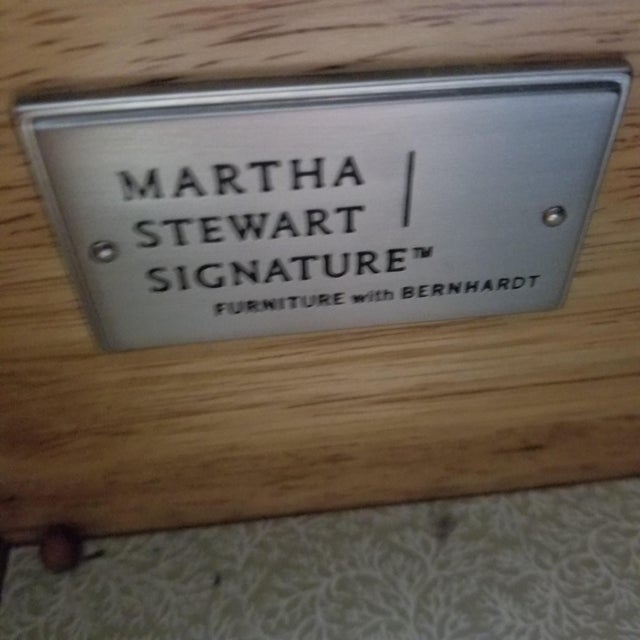 MARTHA
STEWART
SIGNATURE™
FURNITURE with BERNHARDT